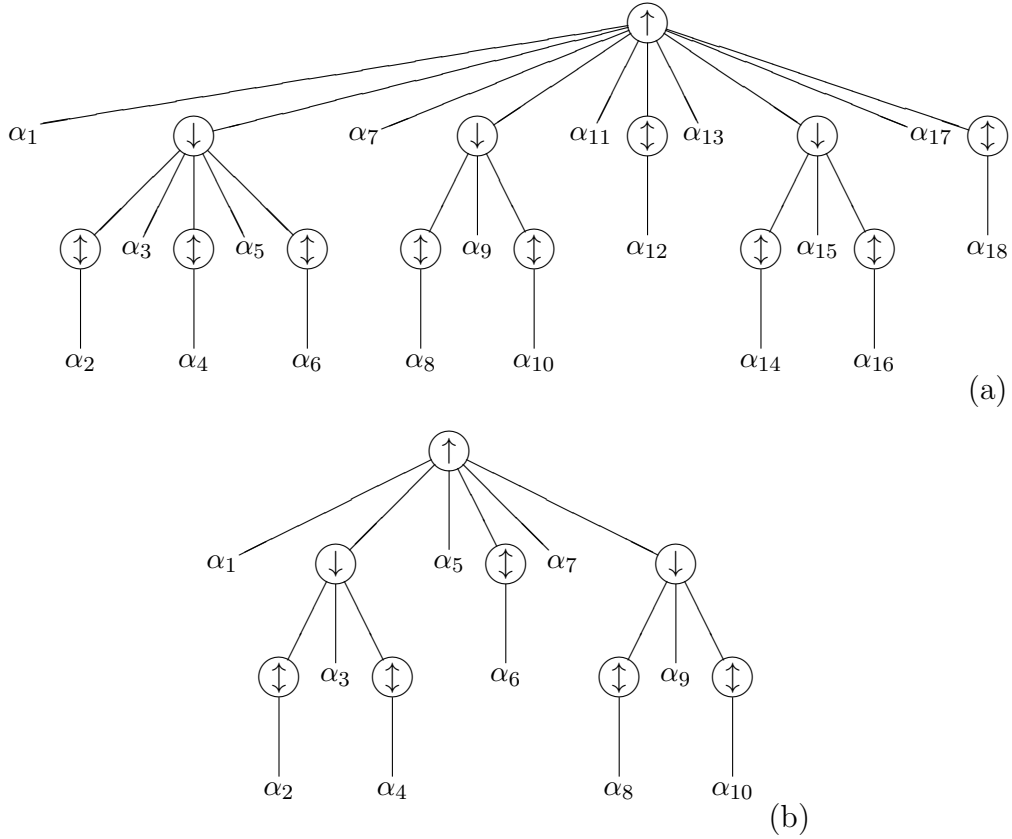 ↑
α₁ ↓ α₇ ↓ α₁₁ ↕ α₁₃ ↓ α₁₇ ↕
↕ α₃ ↕ α₅ ↕ ↕ α₉ ↕ α₁₂ ↕ α₁₅ ↕ α₁₈
α₂ α₄ α₆ α₈ α₁₀ α₁₄ α₁₆
(a)
↑
α₁ ↓ α₅ ↕ α₇ ↓
↕ α₃ ↕ α₆ ↕ α₉ ↕
α₂ α₄ α₈ α₁₀
(b)